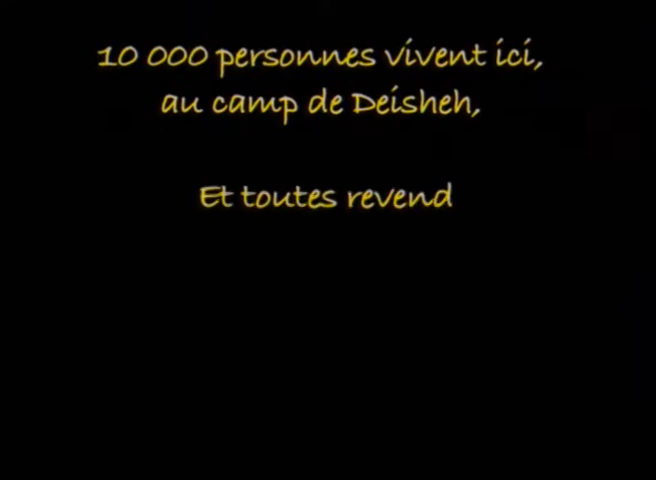 10 000 personnes vivent ici,
au camp de Deisheh,
Et toutes revend